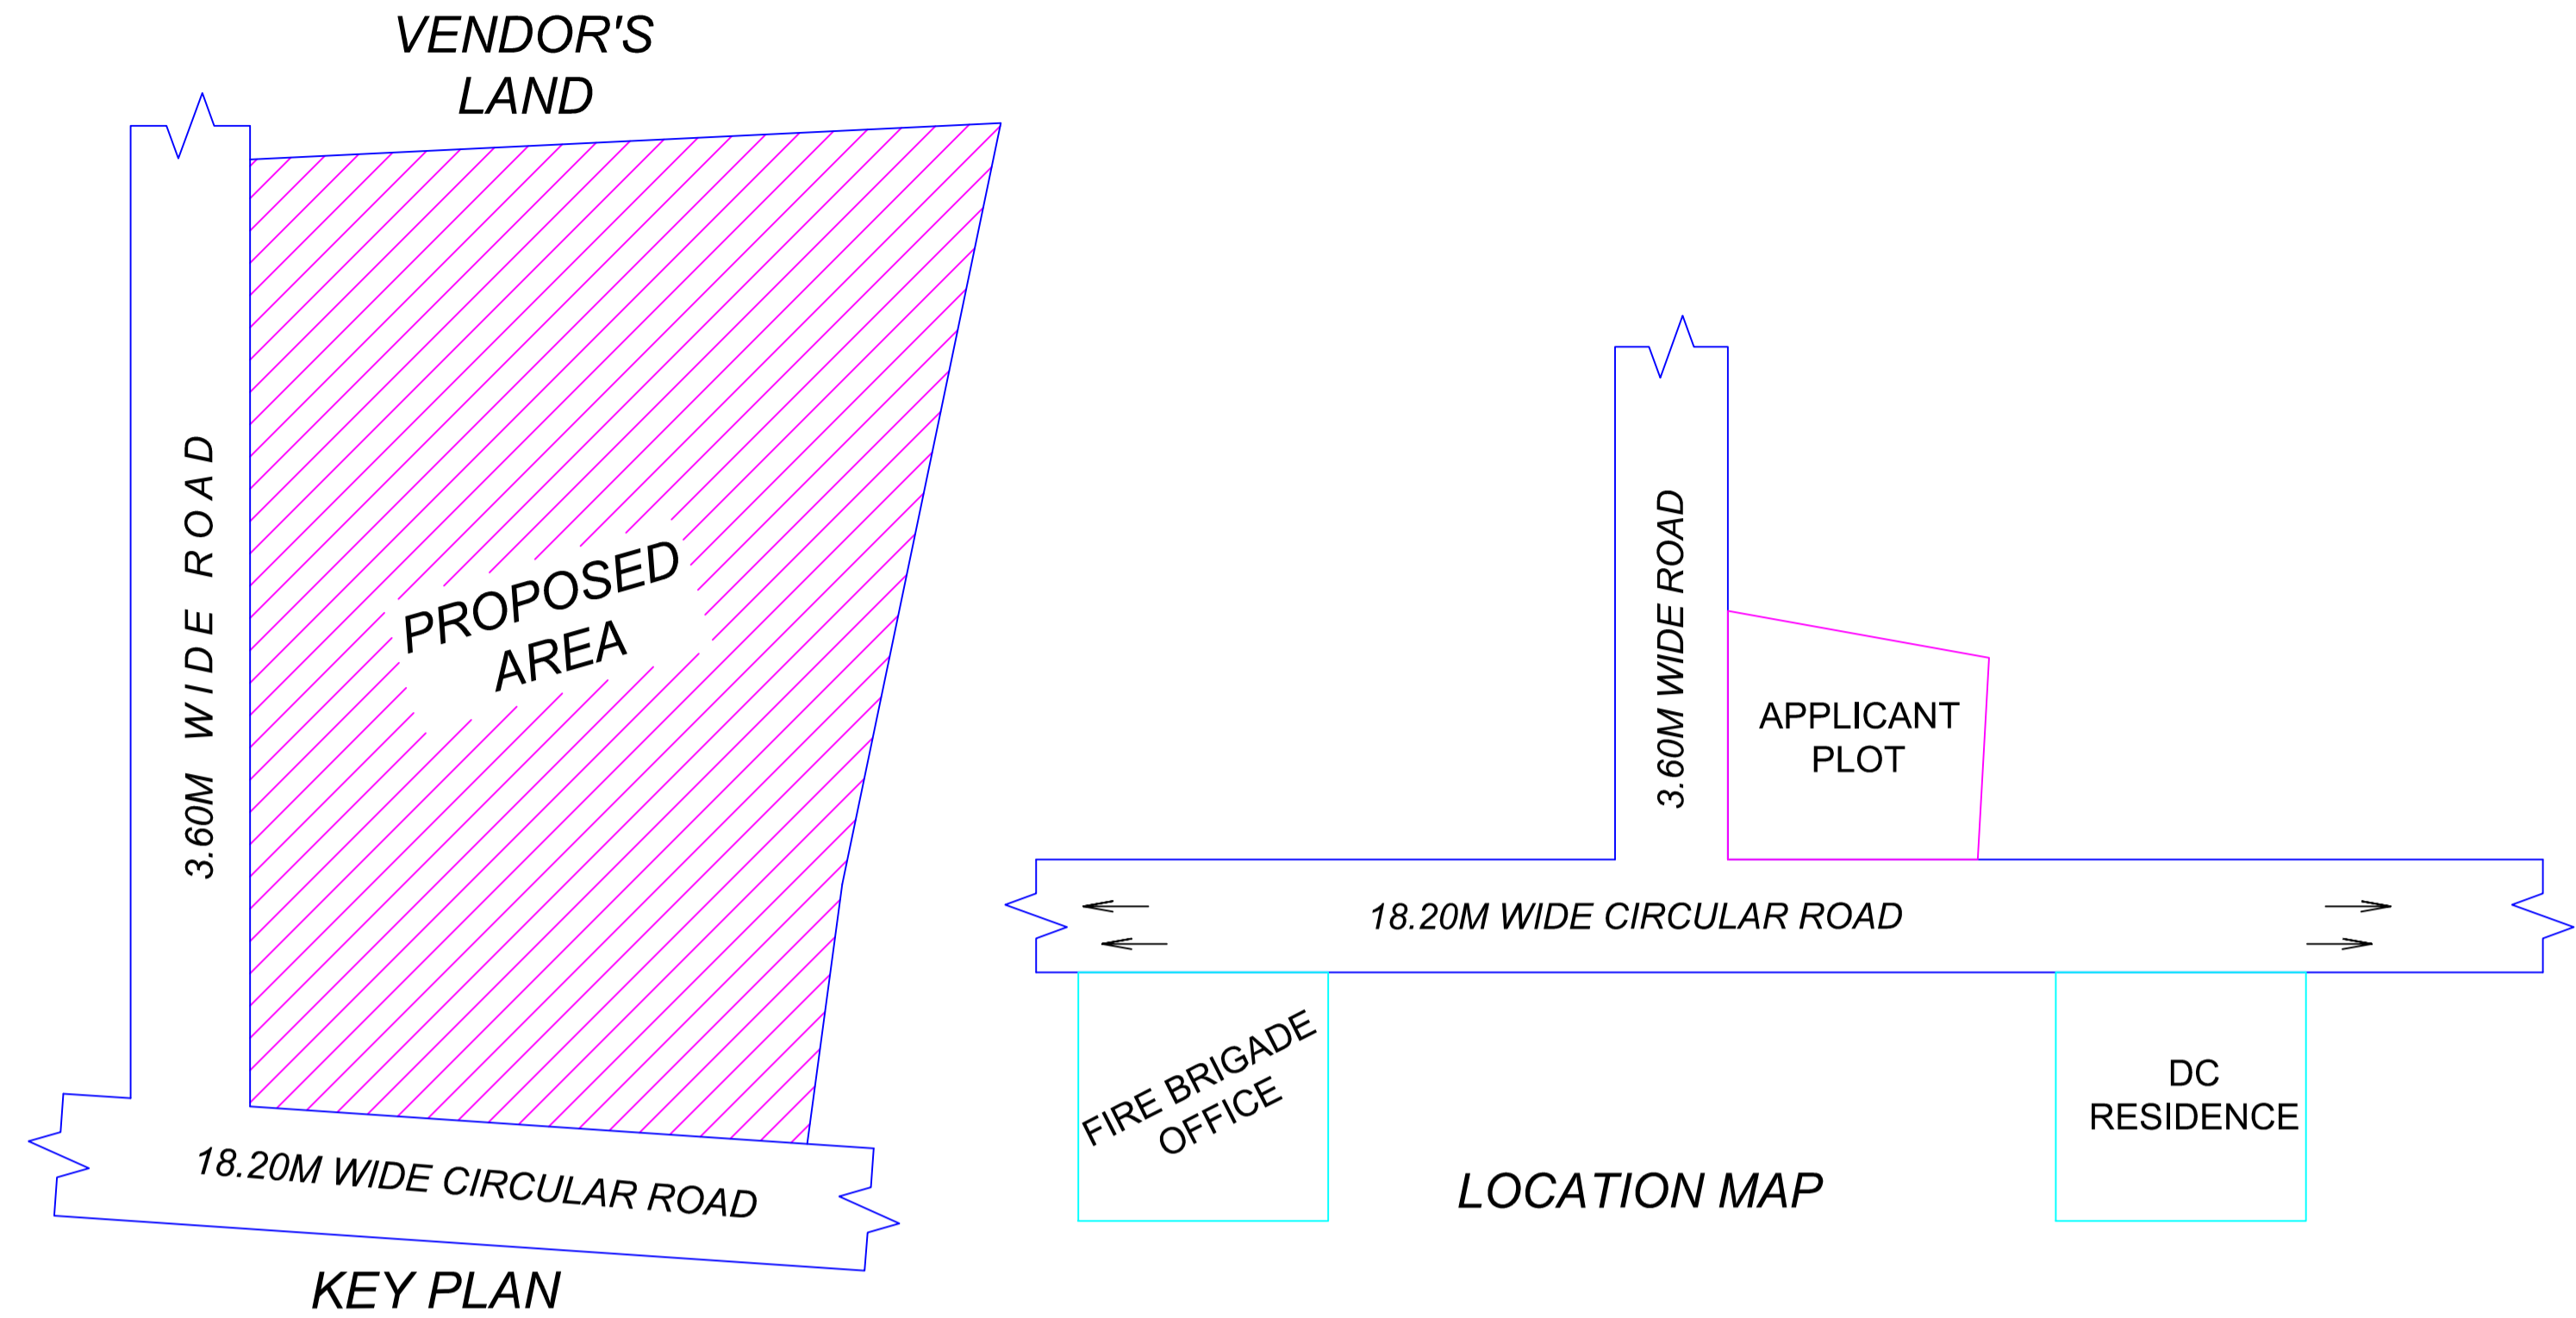 VENDOR'S
LAND
3.60M WIDE ROAD
PROPOSED
AREA
18.20M WIDE CIRCULAR ROAD
KEY PLAN
3.60M WIDE ROAD
APPLICANT
PLOT
18.20M WIDE CIRCULAR ROAD
FIRE BRIGADE
OFFICE
DC
RESIDENCE
LOCATION MAP